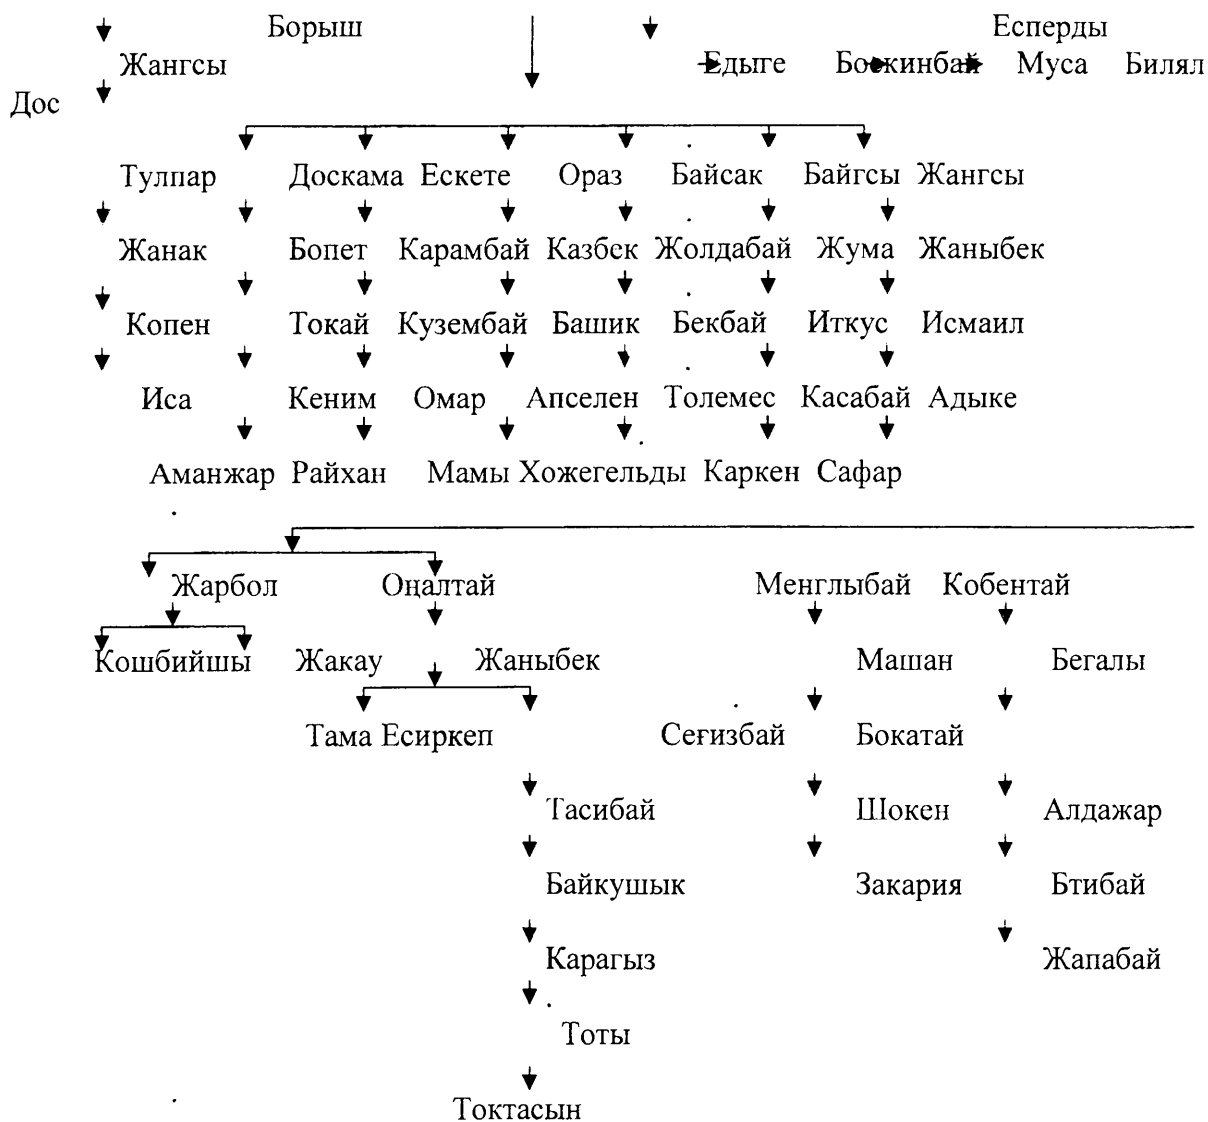 Борыш Есперды
Жангсы Едыге Божинбай Муса Билял
Дос
Тулпар Доскама Ескете Ораз Байсак Байгсы Жангсы
Жанак Бопет Карамбай Казбек Жолдабай Жума Жаныбек
Копен Токай Кузембай Башик Бекбай Иткус Исмаил
Иса Кеним Омар Апселен Толемес Касабай Адыке
Аманжар Райхан Мамы Хожегельды Каркен Сафар
Жарбол Оңалтай Менглыбай Кобентай
Кошбийшы Жакау Жаныбек Машан Бегалы
Тама Есиркеп Сегизбай Бокатай
Тасибай Шокен Алдажар
Байкушык Закария Бтибай
Карагыз Жапабай
Тоты
Токтасын